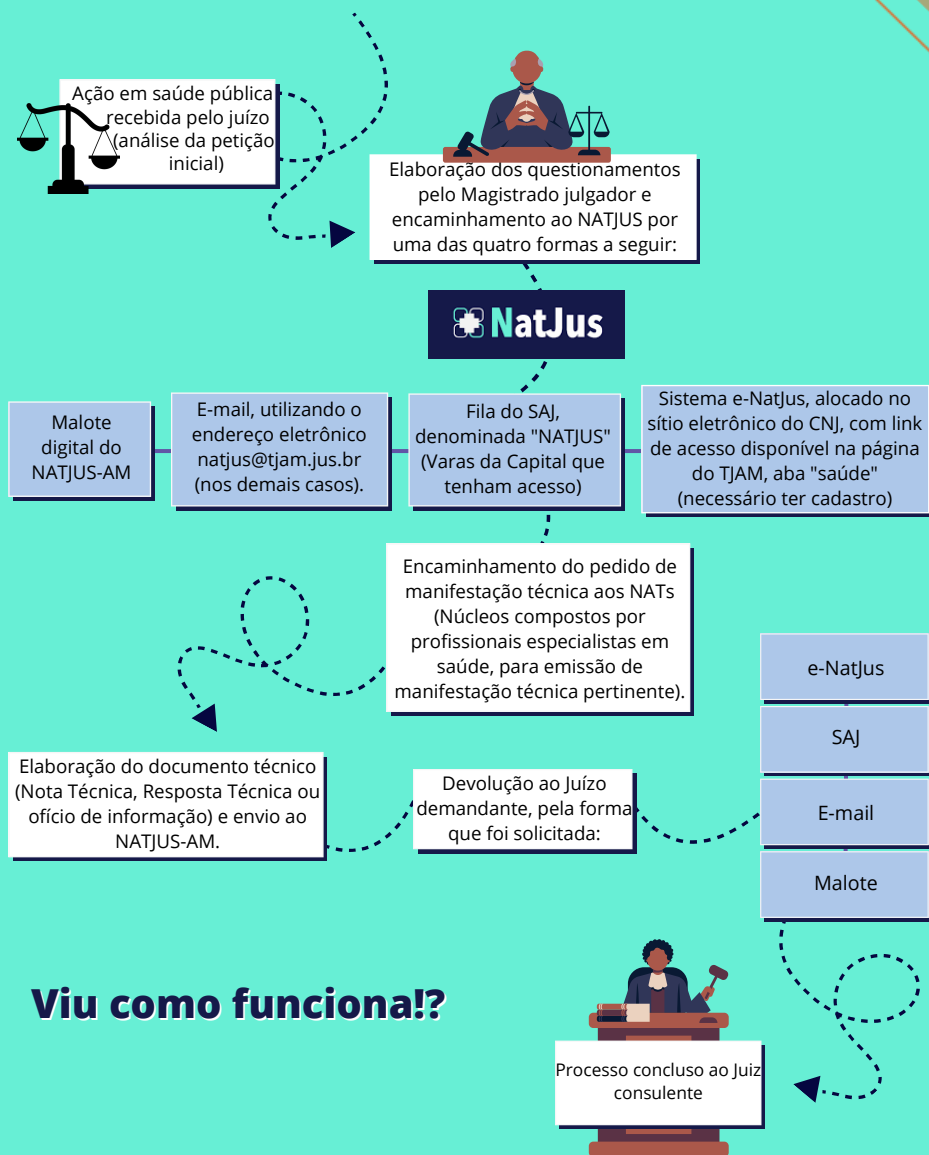 Ação em saúde pública
recebida pelo juízo
(análise da petição
inicial)
Elaboração dos questionamentos
pelo Magistrado julgador e
encaminhamento ao NATJUS por
uma das quatro formas a seguir:
NatJus
Malote
digital do
NATJUS-AM
E-mail, utilizando o
endereço eletrônico
natjus@tjam.jus.br
(nos demais casos).
Fila do SAJ,
denominada "NATJUS"
(Varas da Capital que
tenham acesso)
Sistema e-NatJus, alocado no
sítio eletrônico do CNJ, com link
de acesso disponível na página
do TJAM, aba "saúde"
(necessário ter cadastro)
Encaminhamento do pedido de
manifestação técnica aos NATs
(Núcleos compostos por
profissionais especialistas em
saúde, para emissão de
manifestação técnica pertinente).
Elaboração do documento técnico
(Nota Técnica, Resposta Técnica ou
ofício de informação) e envio ao
NATJUS-AM.
Devolução ao Juízo
demandante, pela forma
que foi solicitada:
e-NatJus
SAJ
E-mail
Malote
Viu como funciona!?
Processo concluso ao Juiz
consulente